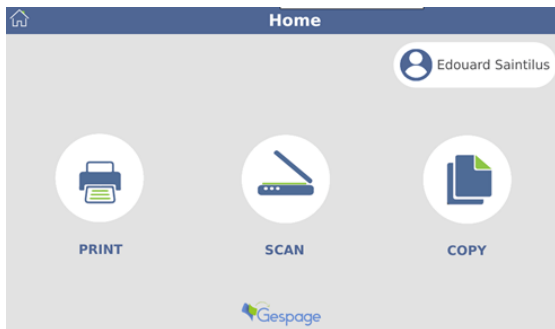 Home
Edouard Saintilus
PRINT
SCAN
COPY
Gespage